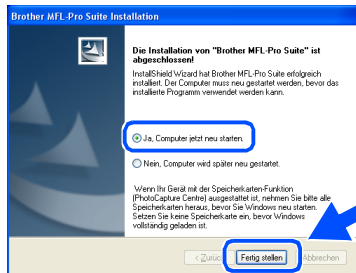 Brother MFL-Pro Suite Installation
Die Installation von "Brother MFL-Pro Suite" ist
abgeschlossen!
InstallShield Wizard hat Brother MFL-Pro Suite erfolgreich
installiert. Der Computer muss neu gestartet werden, bevor das
installierte Programm verwendet werden kann.
Ja, Computer jetzt neu starten.
Nein, Computer wird später neu gestartet.
Wenn Ihr Gerät mit der Speicherkarten-Funktion
(PhotoCapture Centre) ausgestattet ist, nehmen Sie bitte alle
Speicherkarten heraus, bevor Sie Windows neu starten.
Setzen Sie keine Speicherkarte ein, bevor Windows
vollständig geladen ist.
< Zurück Fertig stellen Abbrechen